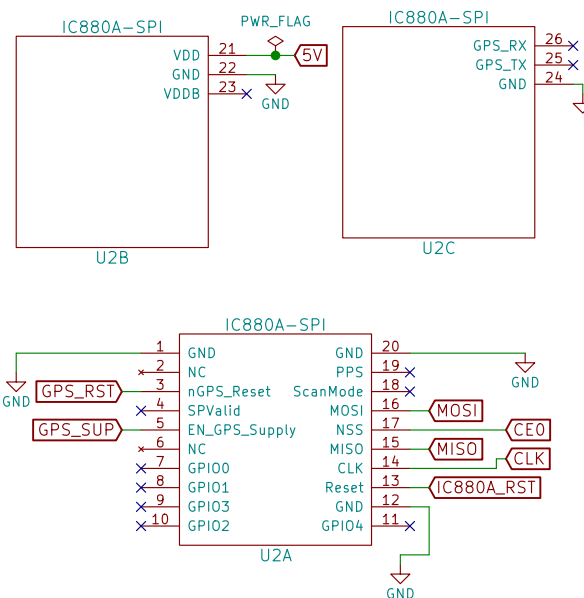 PWR_FLAG
IC880A-SPI
VDD 21 5V
GND 22
VDDB 23
GND
U2B
IC880A-SPI
GPS_RX 26
GPS_TX 25
GND 24
U2C
IC880A-SPI
1 GND
GND
2 NC
GPS_RST 3 nGPS_Reset
4 SPValid
GPS_SUP 5 EN_GPS_Supply
6 NC
7 GPIO0
8 GPIO1
9 GPIO3
10 GPIO2
GND 20
GND
PPS 19
ScanMode 18
MOSI 16 MOSI
NSS 17 CE0
MISO 15 MISO
CLK 14 CLK
Reset 13 IC880A_RST
GND 12
GPIO4 11
GND
U2A